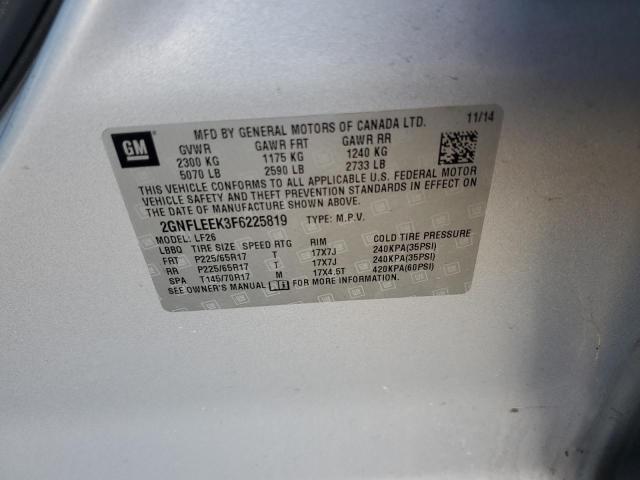 GM
MFD BY GENERAL MOTORS OF CANADA LTD. 11/14
GVWR GAWR FRT GAWR RR
2300 KG 1175 KG 1240 KG
5070 LB 2590 LB 2733 LB
THIS VEHICLE CONFORMS TO ALL APPLICABLE U.S. FEDERAL MOTOR
VEHICLE SAFETY AND THEFT PREVENTION STANDARDS IN EFFECT ON
THE DATE OF MANUFACTURE SHOWN ABOVE.
2GNFLEEK3F6225819 TYPE: M.P.V.
MODEL: LF26
LBBQ TIRE SIZE SPEED RTG RIM COLD TIRE PRESSURE
FRT P225/65R17 T 17X7J 240KPA(35PSI)
RR P225/65R17 T 17X7J 240KPA(35PSI)
SPA T145/70R17 M 17X4.5T 420KPA(60PSI)
SEE OWNER'S MANUAL FOR MORE INFORMATION.